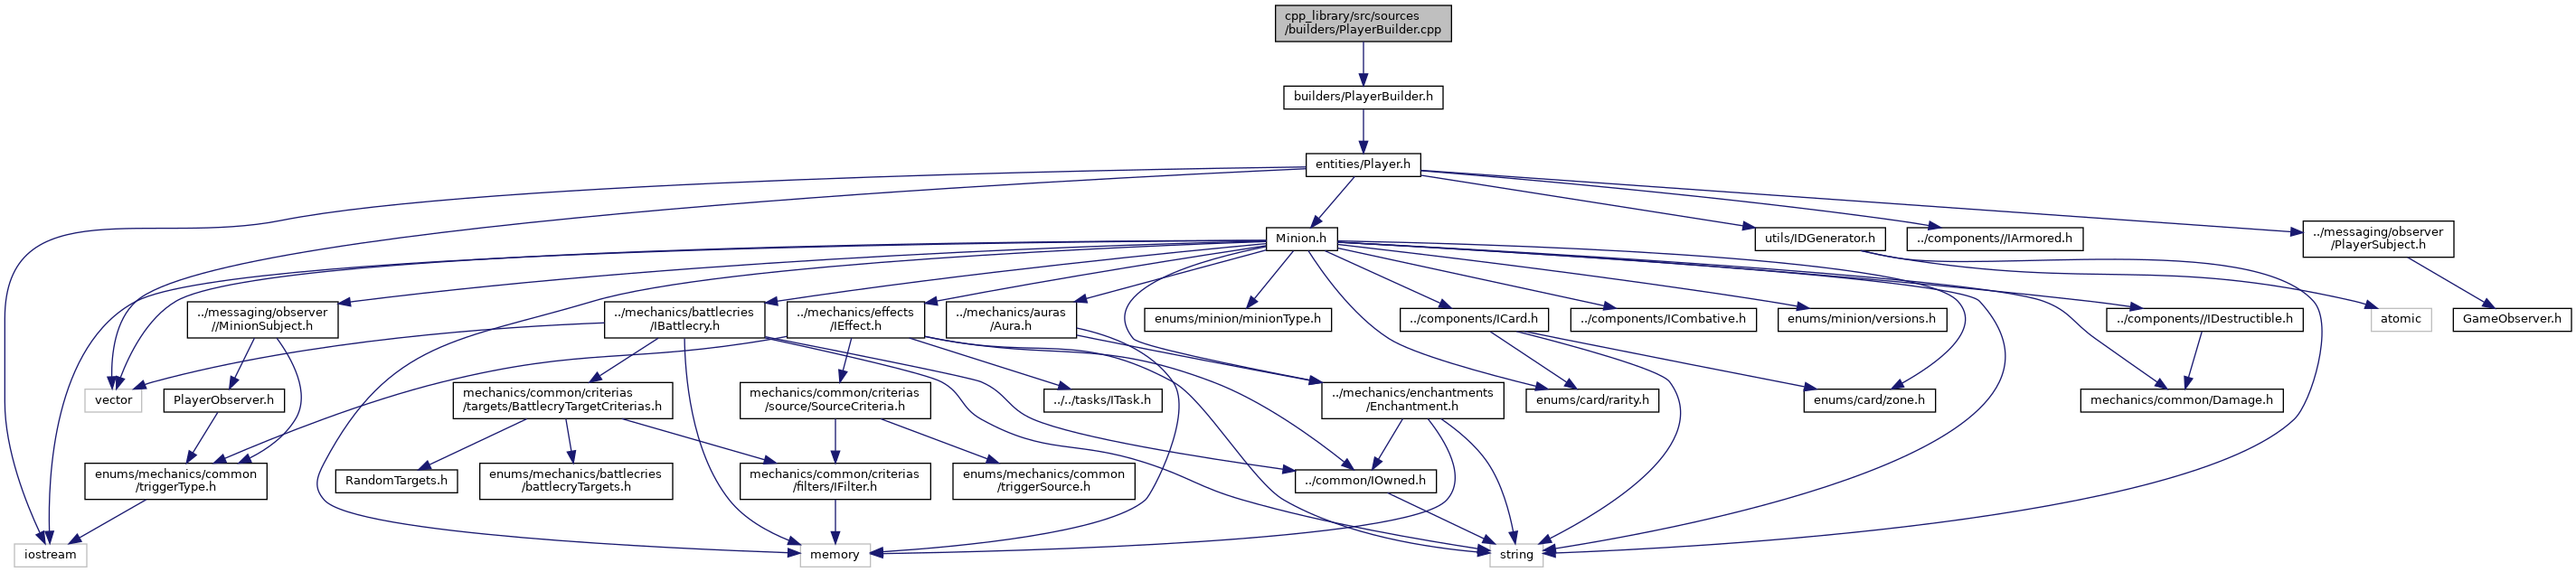 cpp_library/src/sources
/builders/PlayerBuilder.cpp
builders/PlayerBuilder.h
entities/Player.h
Minion.h
utils/IDGenerator.h
../components//IArmored.h
../messaging/observer
/PlayerSubject.h
../messaging/observer
//MinionSubject.h
../mechanics/battlecries
/IBattlecry.h
../mechanics/effects
/IEffect.h
../mechanics/auras
/Aura.h
enums/minion/minionType.h
../components/ICard.h
../components/ICombative.h
enums/minion/versions.h
../components//IDestructible.h
atomic
GameObserver.h
vector
PlayerObserver.h
mechanics/common/criterias
/targets/BattlecryTargetCriterias.h
mechanics/common/criterias
/source/SourceCriteria.h
../../tasks/ITask.h
../mechanics/enchantments
/Enchantment.h
enums/card/rarity.h
enums/card/zone.h
mechanics/common/Damage.h
enums/mechanics/common
/triggerType.h
RandomTargets.h
enums/mechanics/battlecries
/battlecryTargets.h
mechanics/common/criterias
/filters/IFilter.h
enums/mechanics/common
/triggerSource.h
../common/IOwned.h
iostream
memory
string